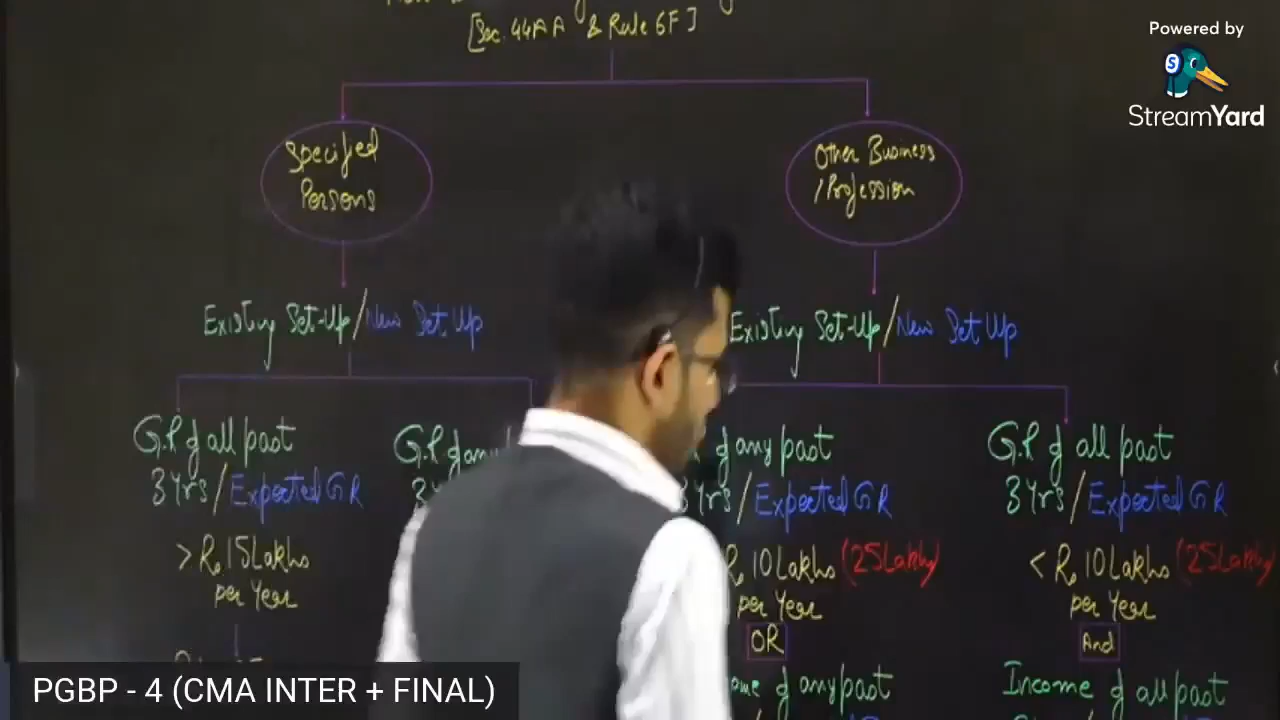 [Sec. 44AA & Rule 6F]
Specified
Persons
Other Business
/Profession
Existing Set-Up/New Set Up
Existing Set-Up/New Set Up
G.R of all past
3 Yrs/Expected GR
> Rs. 15 Lakhs
per Year
G.R of any
of any past
3 Yrs/Expected GR
Rs. 10 Lakhs (25 Lakhs)
per Year
OR
of any past
G.R of all past
3 Yrs/Expected GR
< Rs. 10 Lakhs (25 Lakhs)
per Year
And
Income of all past
Powered by
StreamYard
PGBP - 4 (CMA INTER + FINAL)